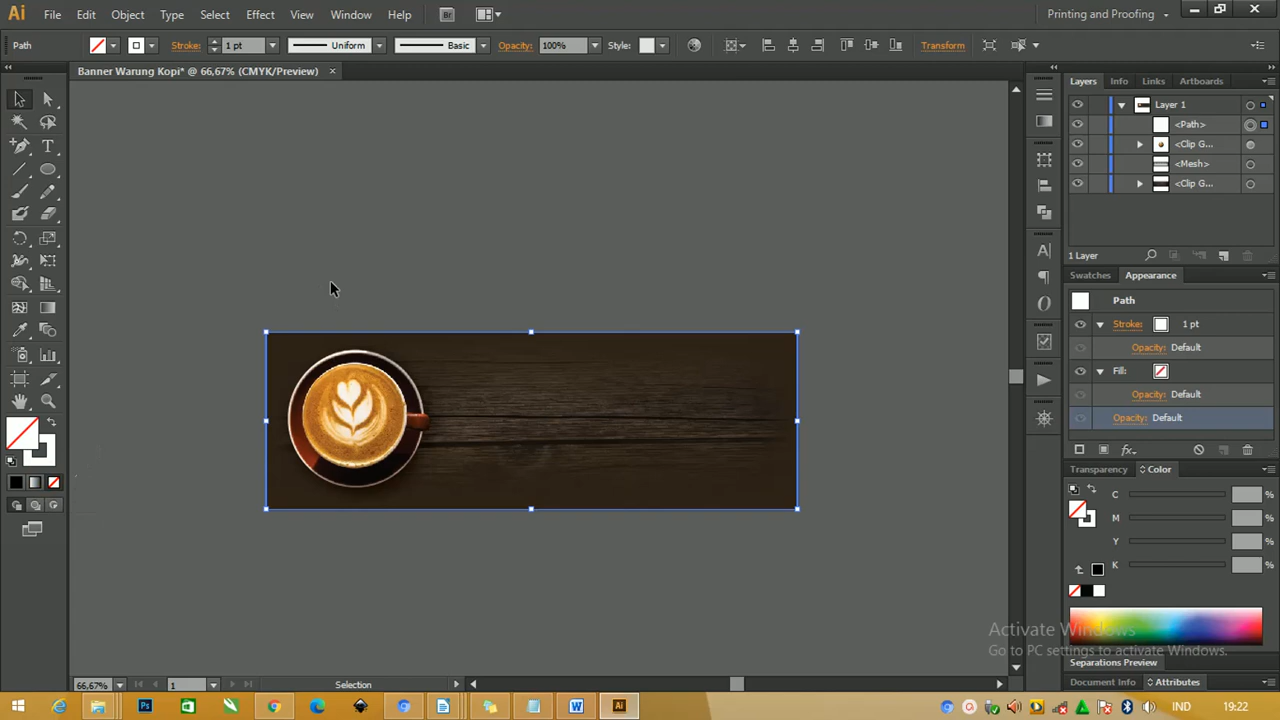 Ai File Edit Object Type Select Effect View Window Help Br Printing and Proofing
Path Stroke: 1 pt Uniform Basic Opacity: 100% Style: Transform
Banner Warung Kopi* @ 66,67% (CMYK/Preview) ×
Layers Info Links Artboards
Layer 1
<Path>
<Clip G...
<Mesh>
<Clip G...
1 Layer
Swatches Appearance
Path
Stroke: 1 pt
Opacity: Default
Fill:
Opacity: Default
Opacity: Default
Transparency Color
C %
M %
Y %
K %
Activate Windows
Go to PC settings to activate Windows.
Separations Preview
Document Info Attributes
66,67% 1 Selection
IND 19:22